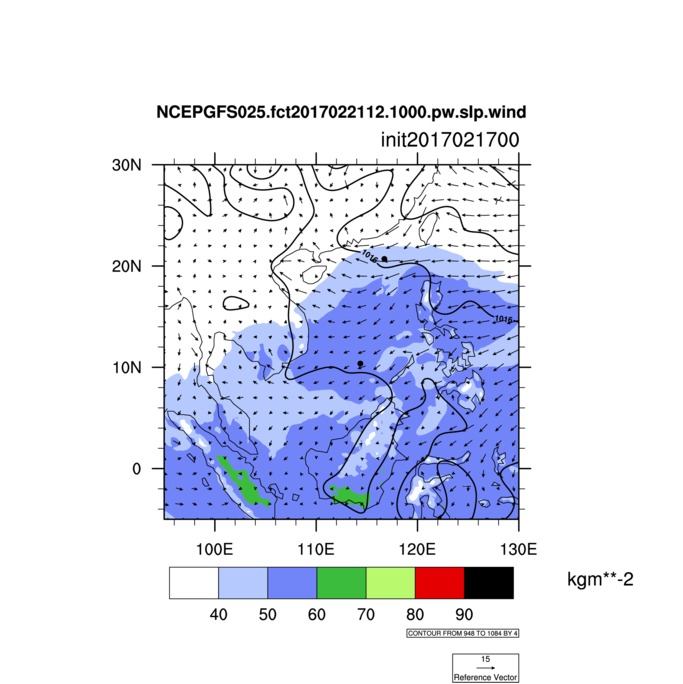 NCEPGFS025.fct2017022112.1000.pw.slp.wind
init2017021700
30N
20N
10N
0
1016
1016
100E
110E
120E
130E
40
50
60
70
80
90
kgm**-2
CONTOUR FROM 948 TO 1084 BY 4
15
Reference Vector